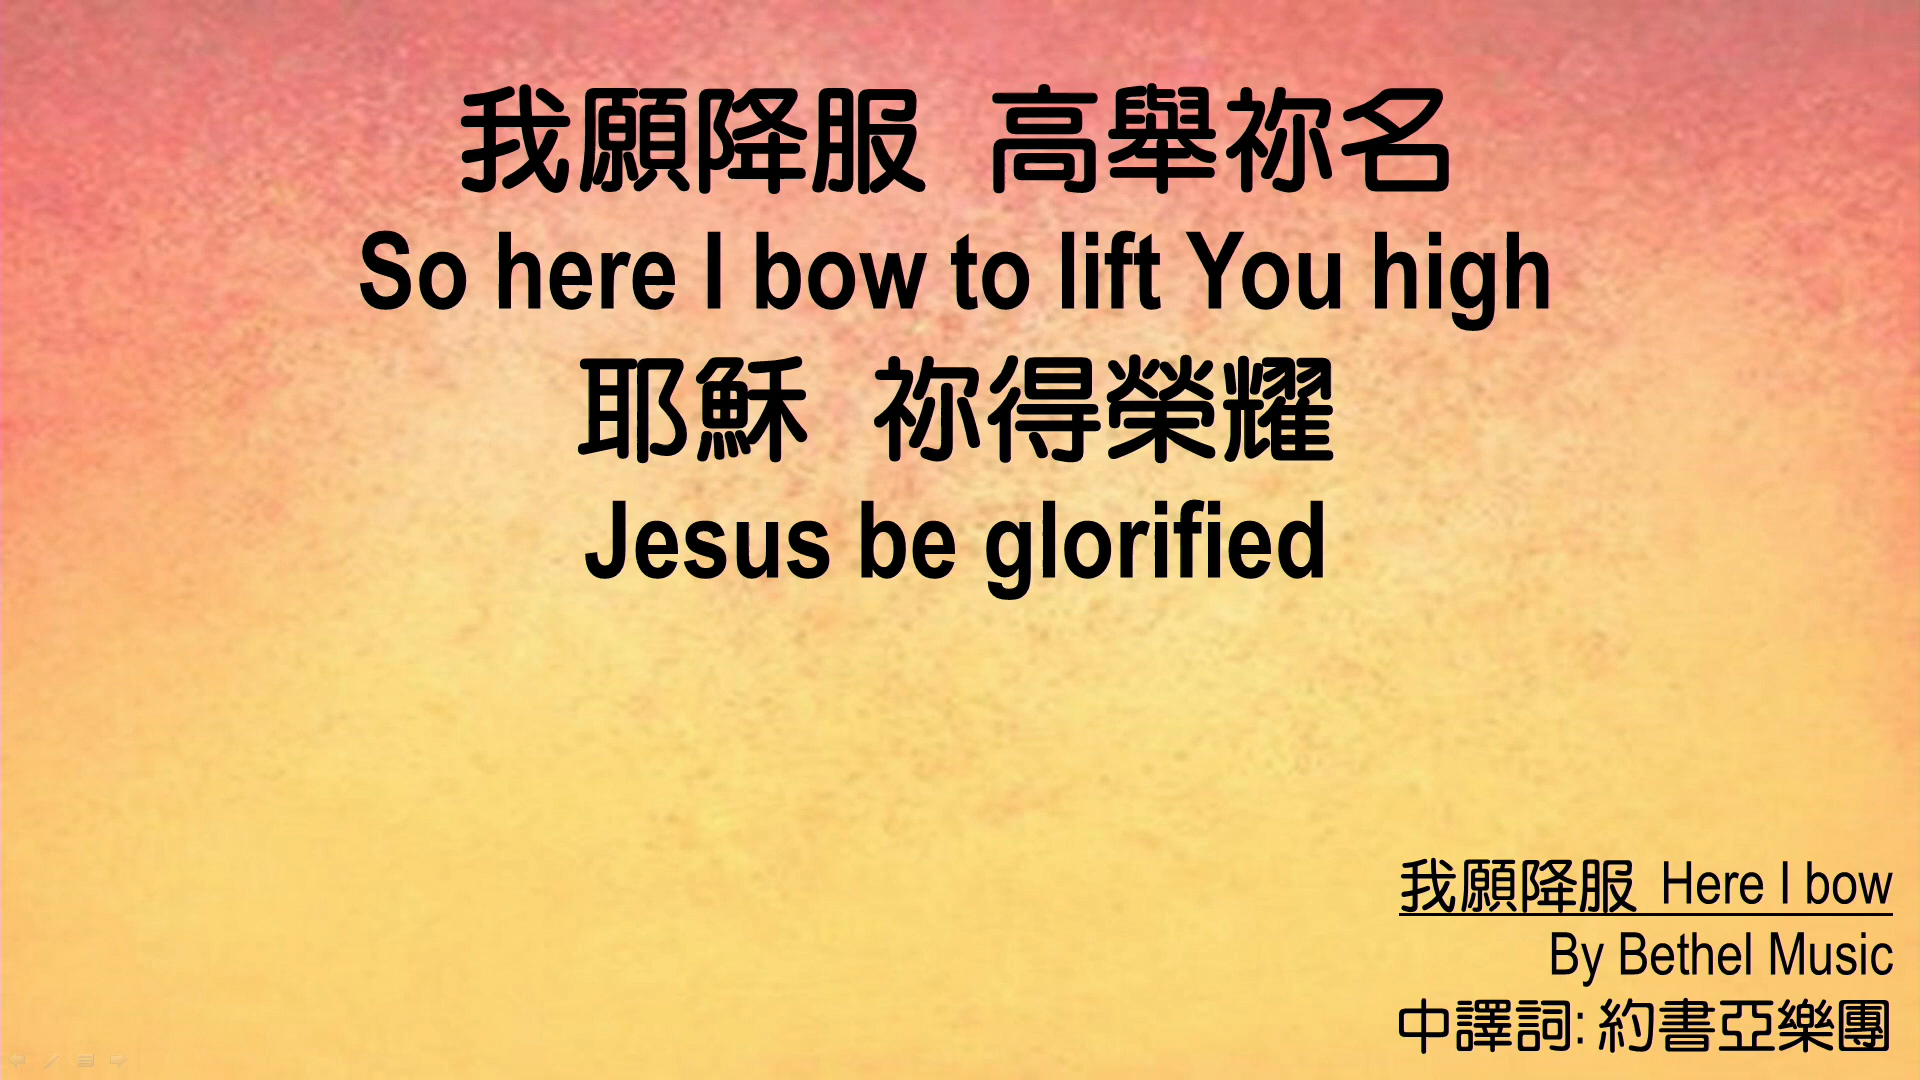 我願降服 高舉祢名
So here I bow to lift You high
耶穌 祢得榮耀
Jesus be glorified
我願降服 Here I bow
By Bethel Music
中譯詞: 約書亞樂團